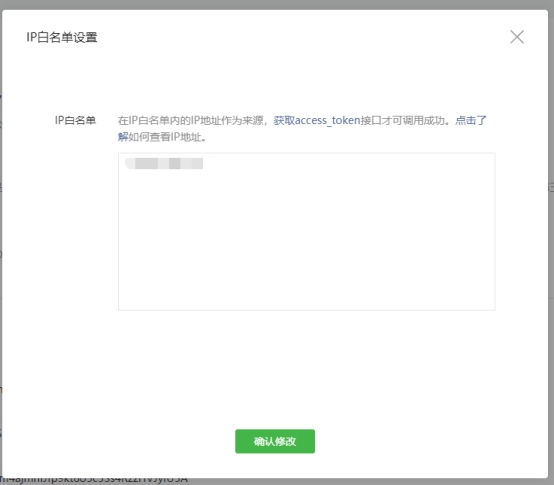 IP白名单设置
IP白名单
在IP白名单内的IP地址作为来源，获取access_token接口才可调用成功。点击了
解如何查看IP地址。
确认修改